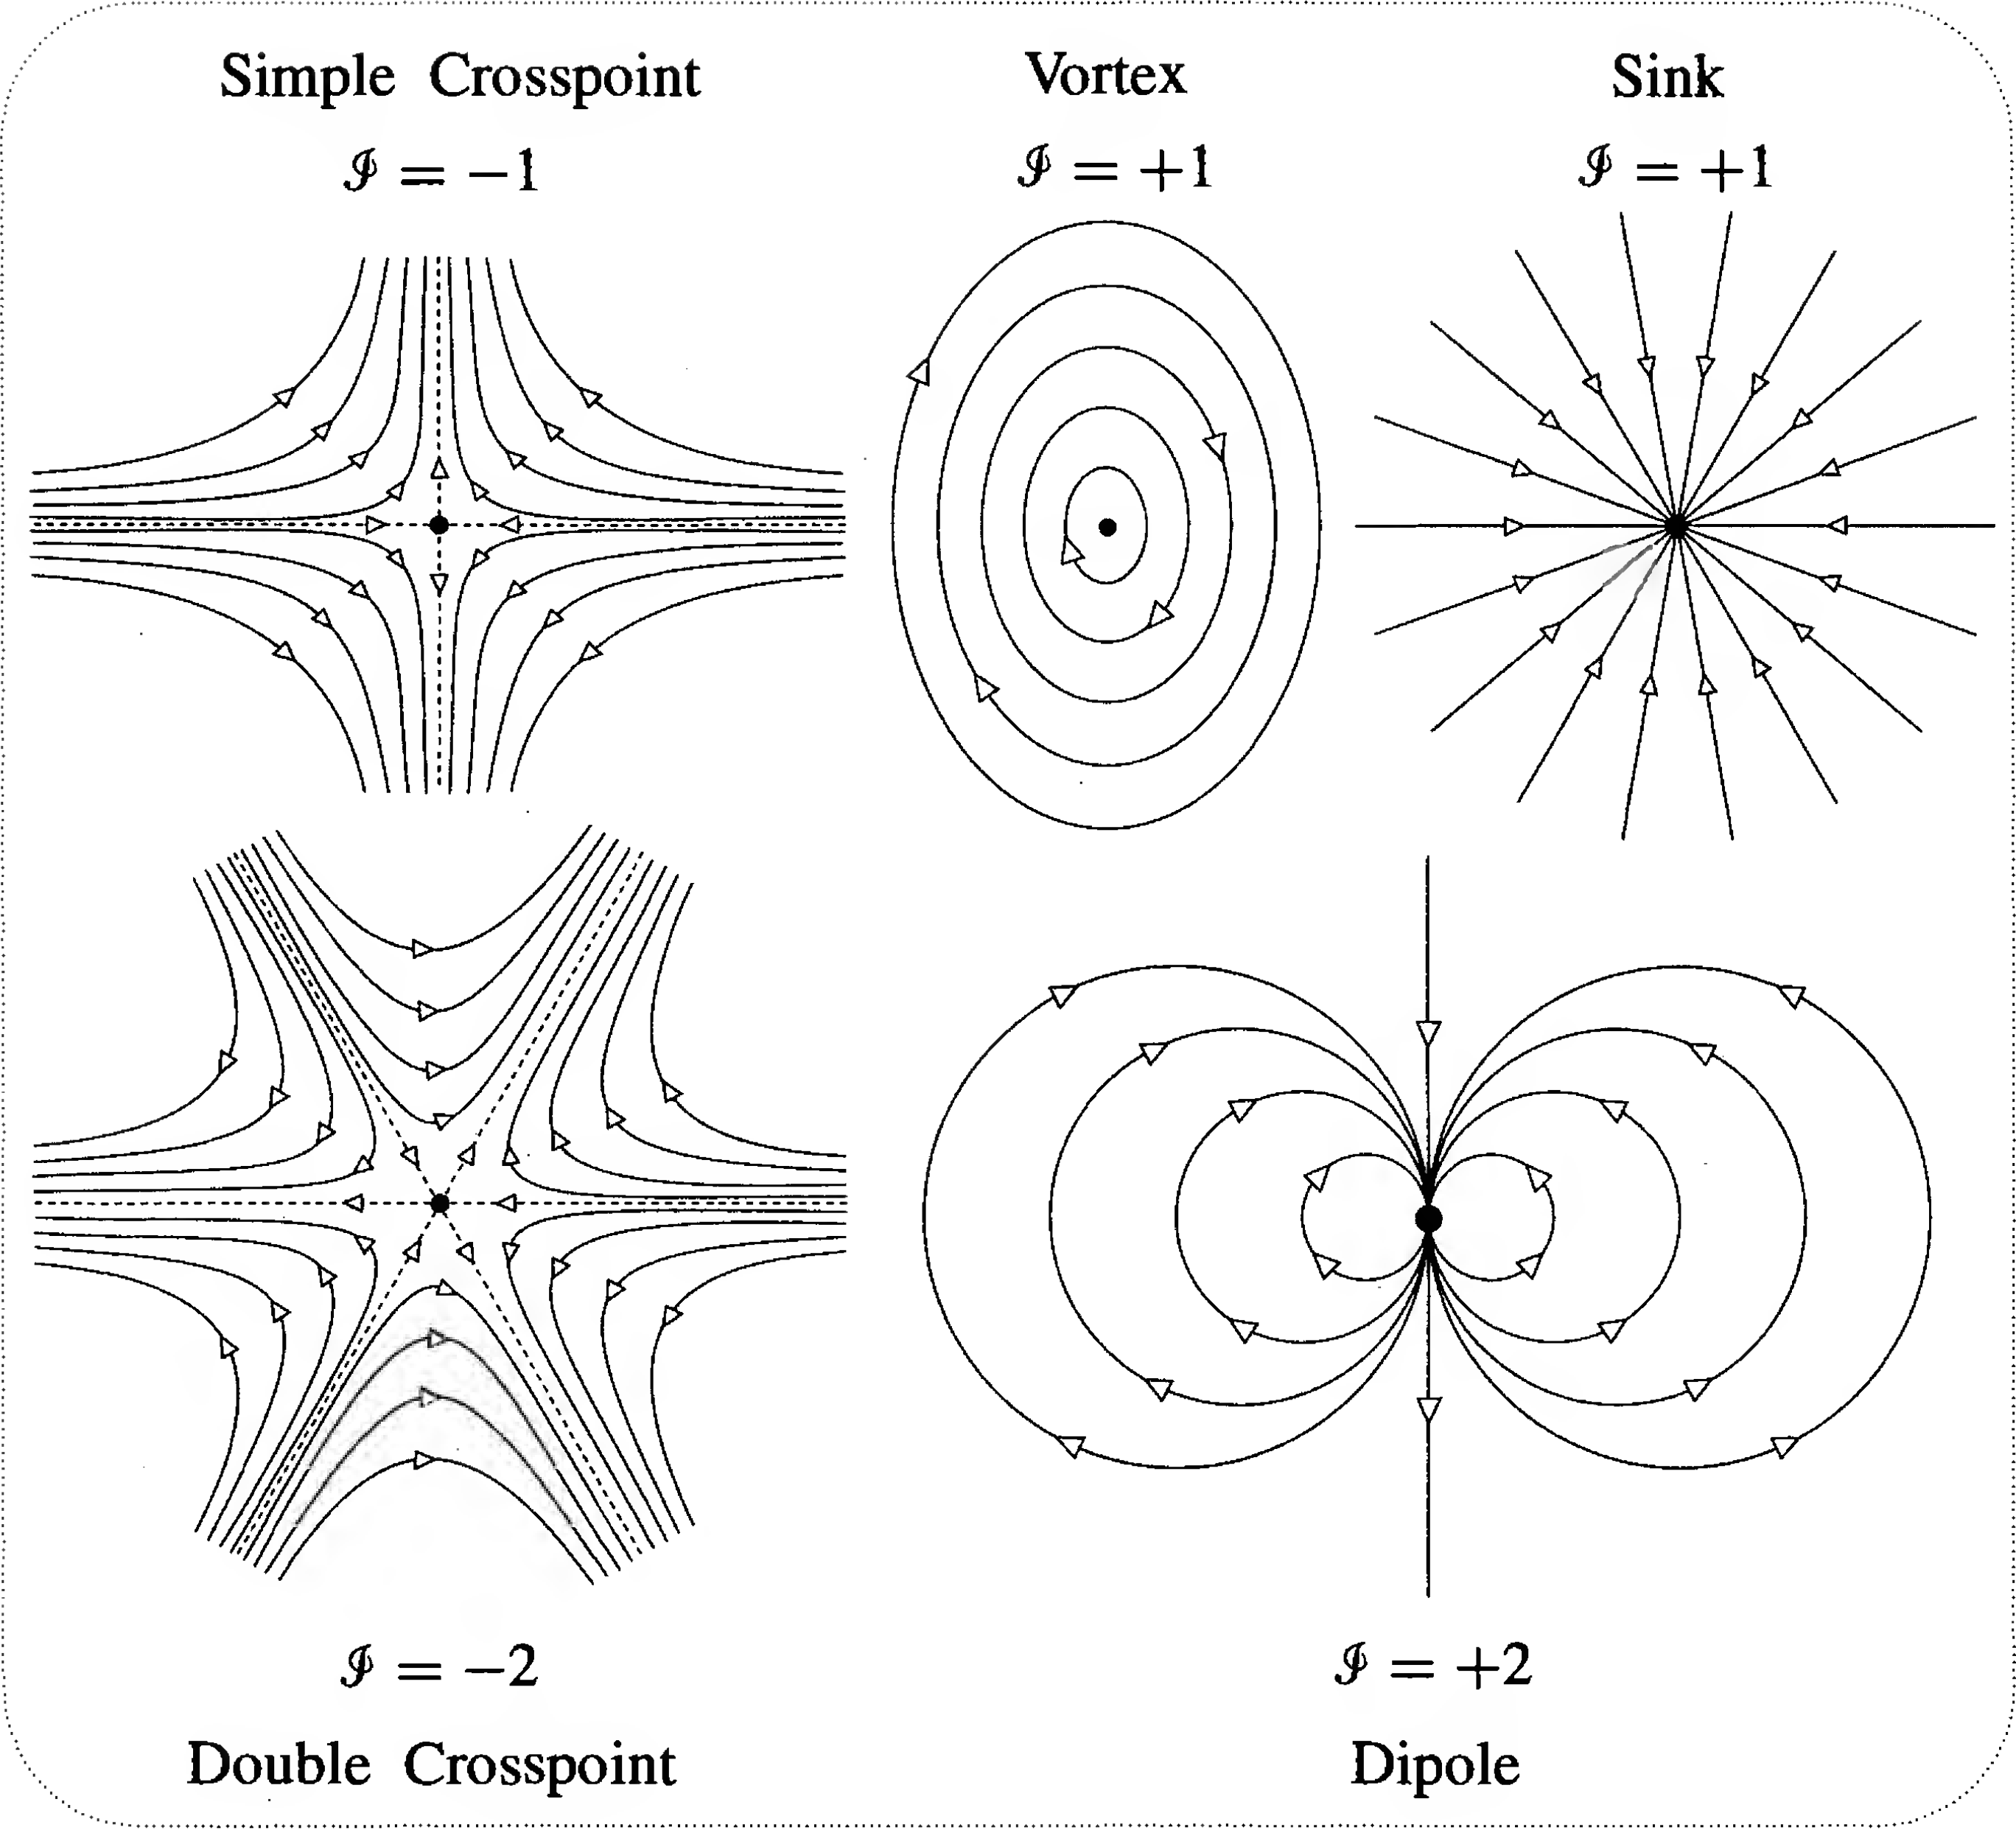 Simple Crosspoint
ℐ = −1
Vortex
ℐ = +1
Sink
ℐ = +1
ℐ = −2
Double Crosspoint
ℐ = +2
Dipole